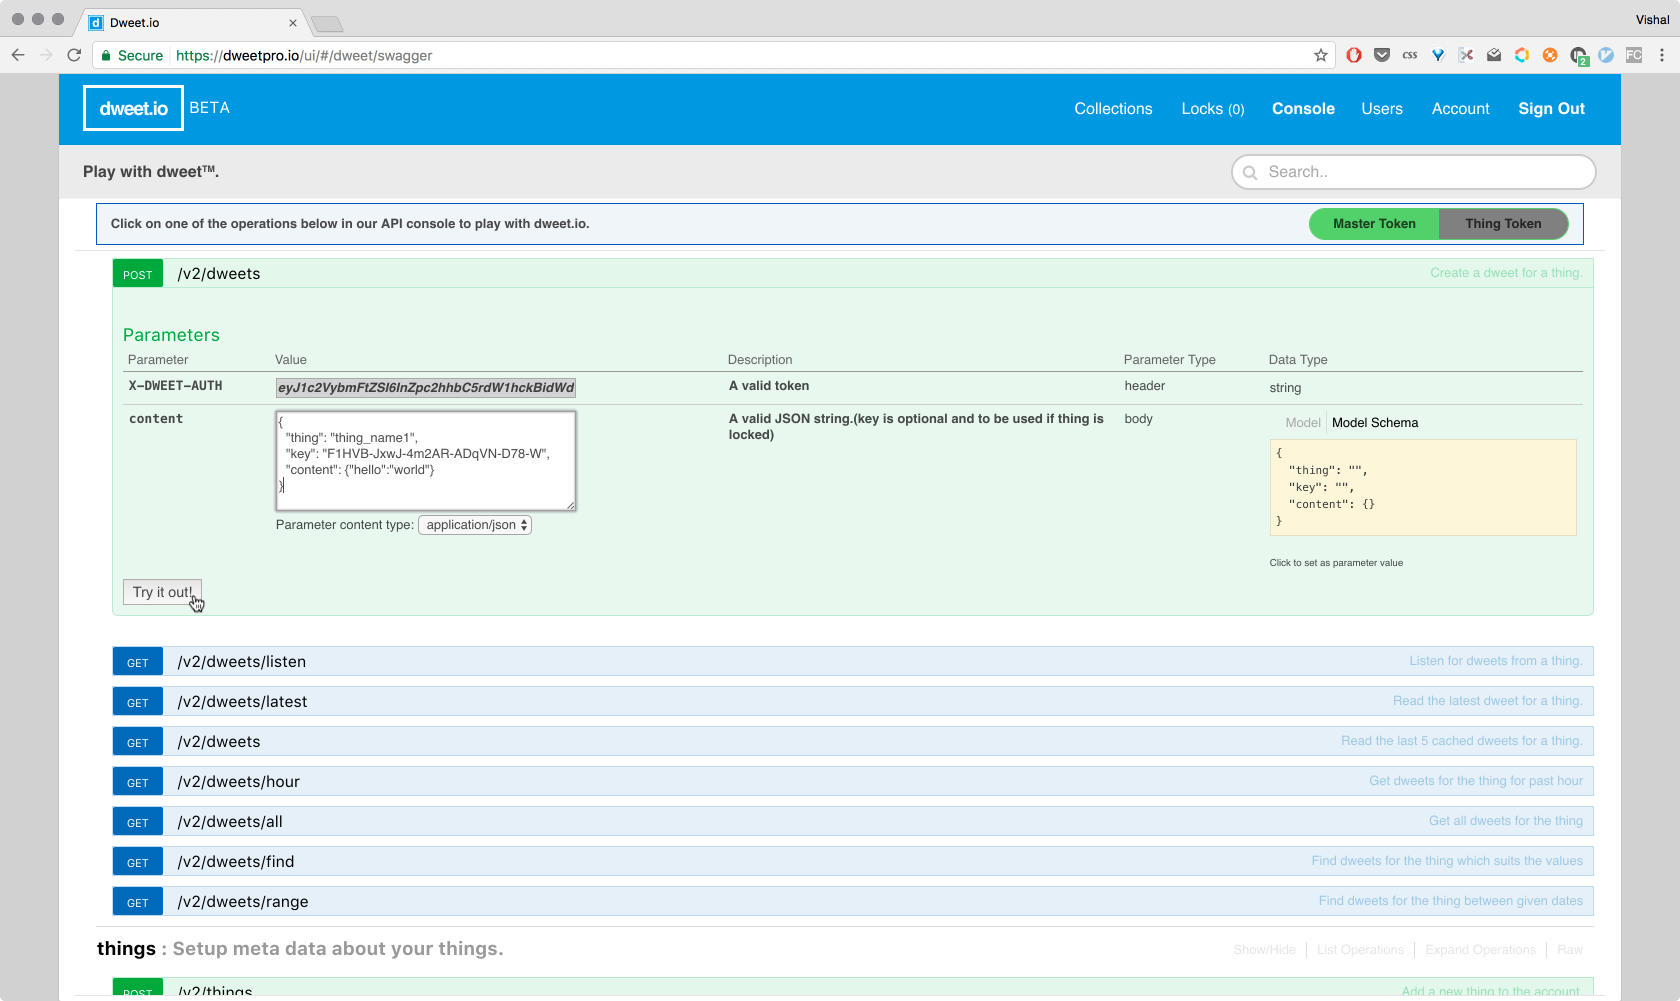 Dweet.io
Vishal
Secure https://dweetpro.io/ui/#/dweet/swagger
css
2
FC
dweet.io BETA
Collections Locks (0) Console Users Account Sign Out
Play with dweet™.
Search..
Click on one of the operations below in our API console to play with dweet.io.
Master Token Thing Token
POST /v2/dweets Create a dweet for a thing.
Parameters
Parameter Value Description Parameter Type Data Type
X-DWEET-AUTH eyJ1c2VybmFtZSI6InZpc2hhbC5rdW1hckBidWd A valid token header string
content
{
"thing": "thing_name1",
"key": "F1HVB-JxwJ-4m2AR-ADqVN-D78-W",
"content": {"hello":"world"}
}
Parameter content type: application/json
A valid JSON string.(key is optional and to be used if thing is
locked)
body
Model Model Schema
{
"thing": "",
"key": "",
"content": {}
}
Click to set as parameter value
Try it out!
GET /v2/dweets/listen Listen for dweets from a thing.
GET /v2/dweets/latest Read the latest dweet for a thing.
GET /v2/dweets Read the last 5 cached dweets for a thing.
GET /v2/dweets/hour Get dweets for the thing for past hour
GET /v2/dweets/all Get all dweets for the thing
GET /v2/dweets/find Find dweets for the thing which suits the values
GET /v2/dweets/range Find dweets for the thing between given dates
things : Setup meta data about your things.
Show/Hide List Operations Expand Operations Raw
POST /v2/things Add a new thing to the account.